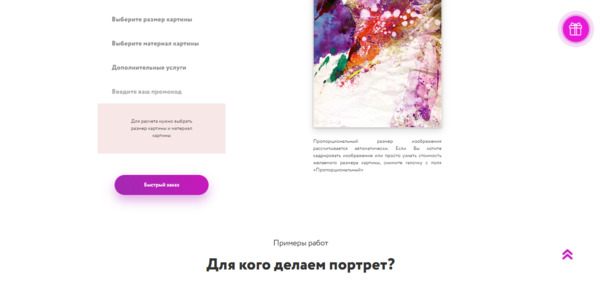 Выберите размер картины
Выберите материал картины
Дополнительные услуги
Введите ваш промокод
Для расчета нужно выбрать
размер картины и материал
картины.
Быстрый заказ
Пропорциональный размер изображения
рассчитывается автоматически. Если Вы хотите
кадрировать изображение или просто узнать стоимость
желаемого размера картины, снимите галочку с поля
«Пропорциональный»
Примеры работ
Для кого делаем портрет?